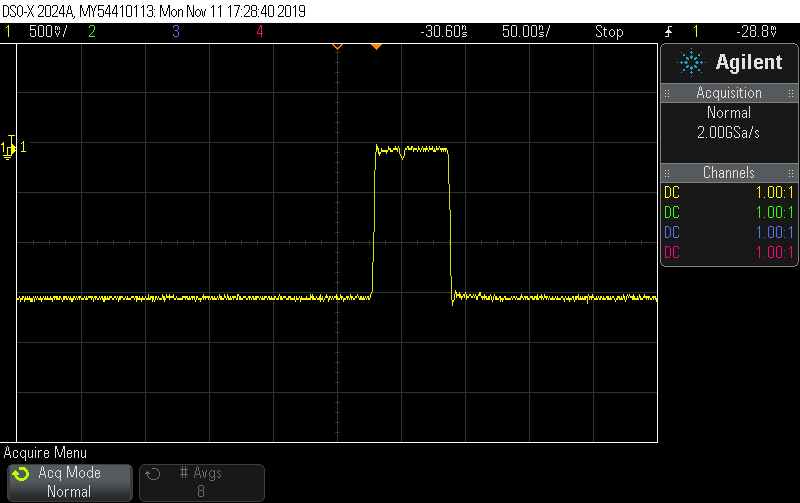 DSO-X 2024A, MY54410113: Mon Nov 11 17:28:40 2019
1 500mV/ 2 3 4 -30.60ns 50.00ns/ Stop 1 -28.8mV
Agilent
Acquisition
Normal
2.00GSa/s
Channels
DC 1.00:1
DC 1.00:1
DC 1.00:1
DC 1.00:1
1 1
T
Acquire Menu
Acq Mode
Normal
# Avgs
8